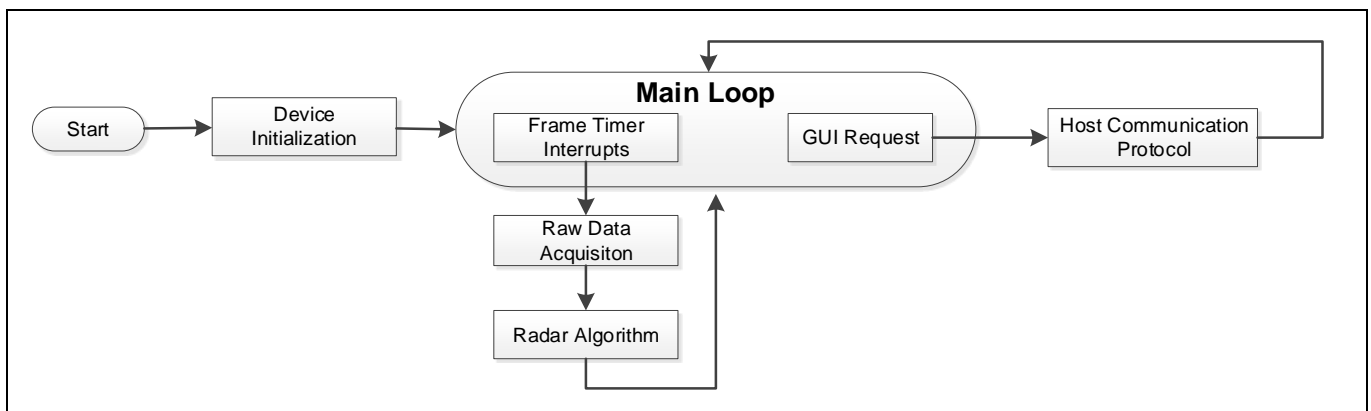 Main Loop
Start
Device
Initialization
Frame Timer
Interrupts
GUI Request
Host Communication
Protocol
Raw Data
Acquisiton
Radar Algorithm